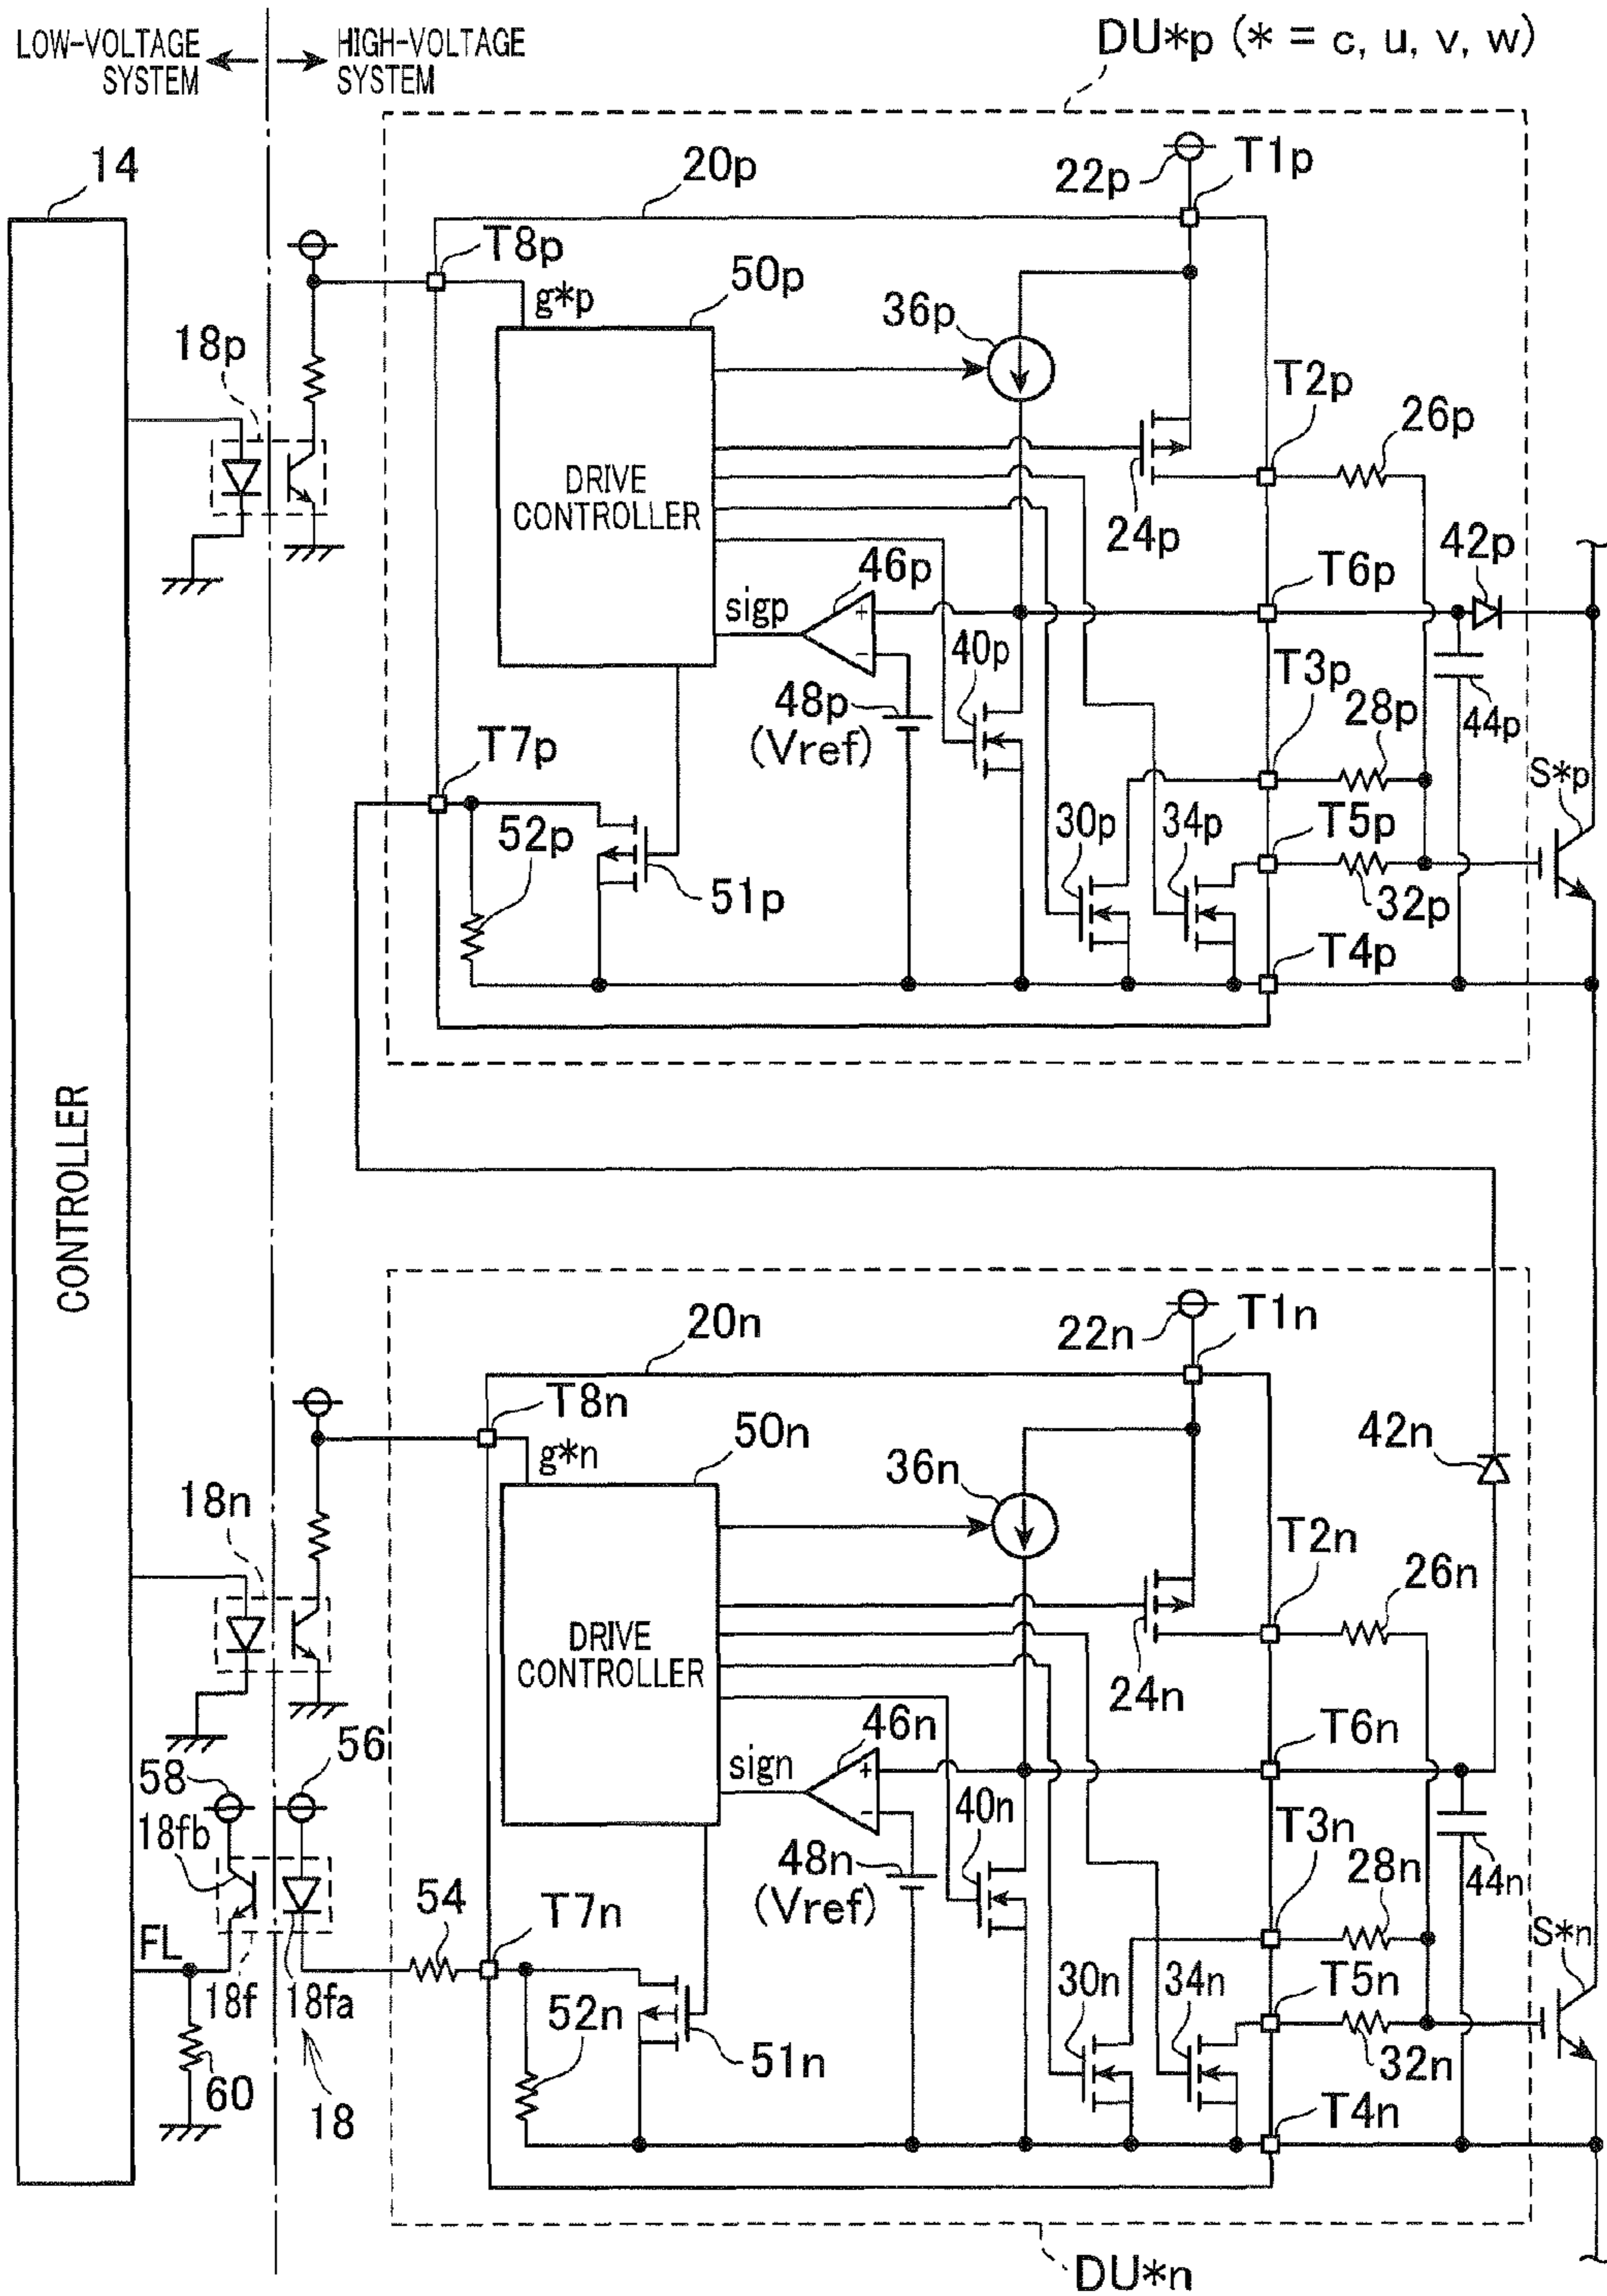 LOW-VOLTAGE
SYSTEM
HIGH-VOLTAGE
SYSTEM
DU*p (* = c, u, v, w)
14
20p
22p
T1p
T8p
g*p
50p
36p
18p
T2p
26p
DRIVE
CONTROLLER
24p
42p
46p
T6p
sigp
+
−
40p
T3p
48p
(Vref)
28p
44p
T7p
S*p
52p
30p
34p
T5p
51p
32p
T4p
CONTROLLER
20n
22n
T1n
T8n
g*n
50n
42n
36n
18n
T2n
26n
DRIVE
CONTROLLER
24n
56
46n
T6n
58
sign
+
−
40n
18fb
T3n
48n
(Vref)
28n
44n
54
T7n
FL
S*n
18f
18fa
30n
34n
T5n
52n
51n
32n
60
18
T4n
DU*n